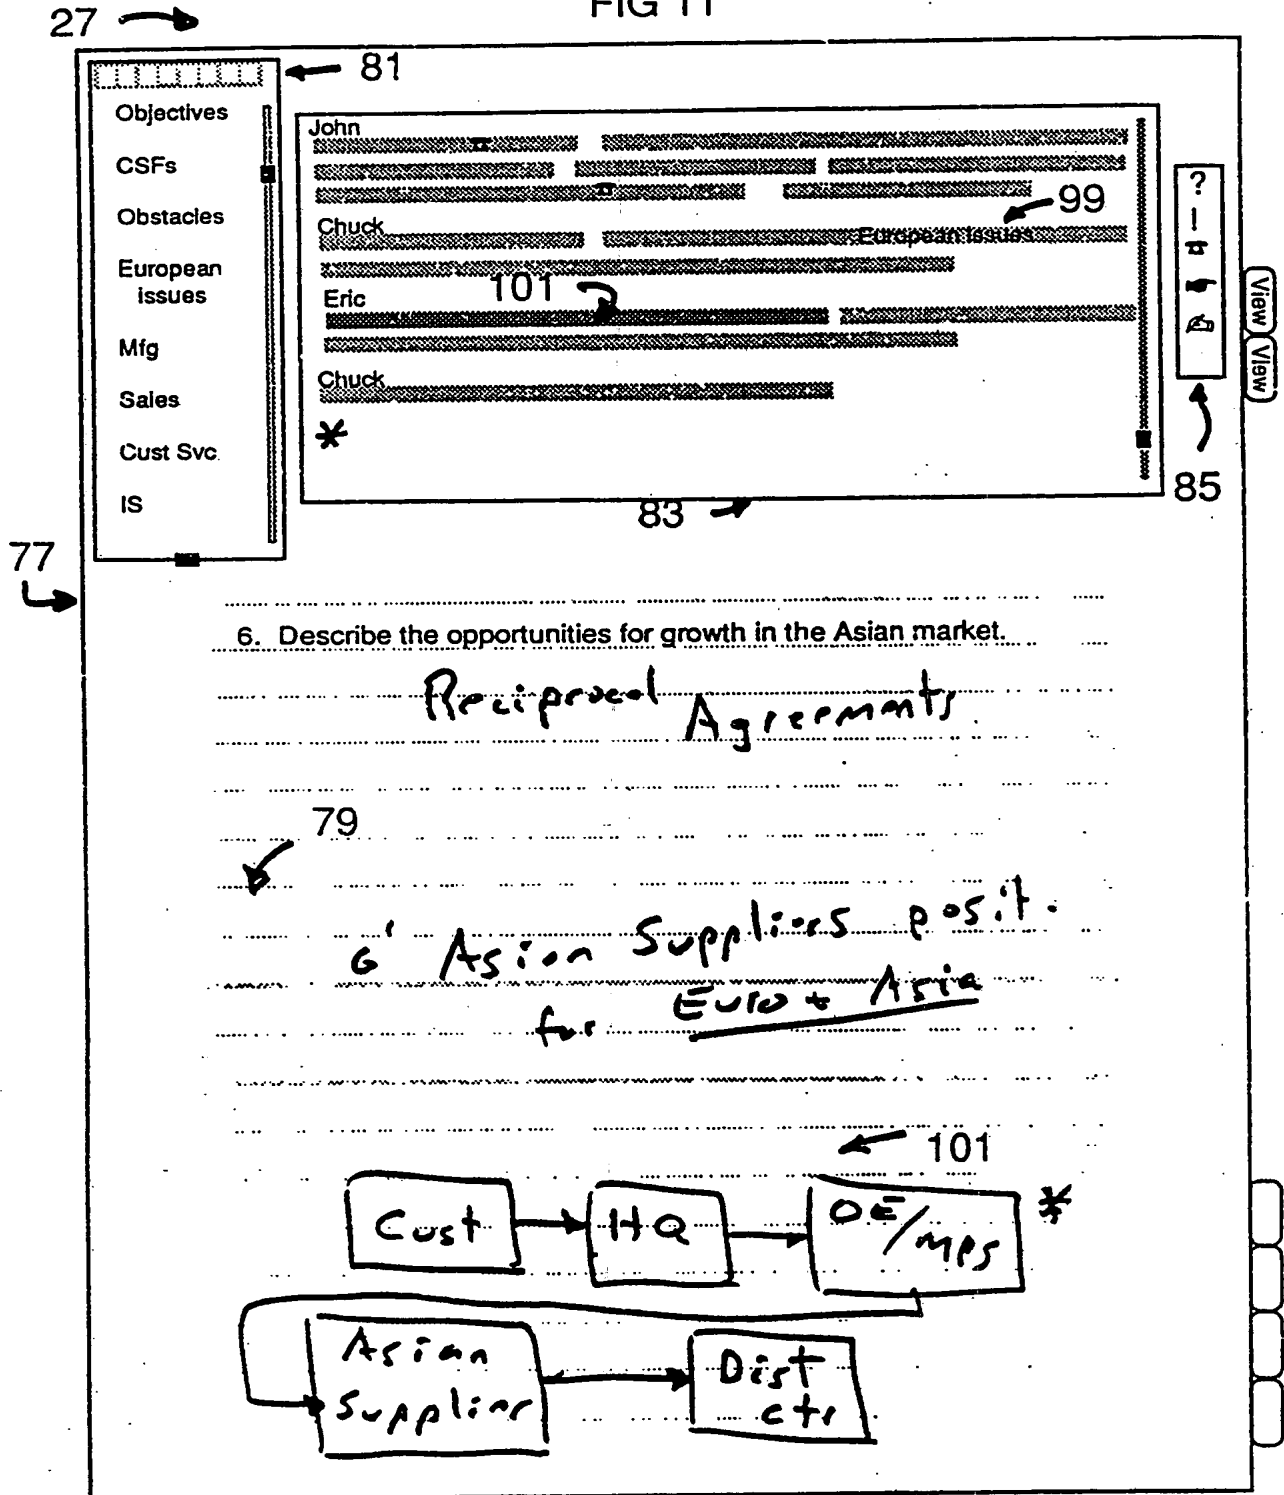 FIG 11
27
81
Objectives
CSFs
Obstacles
European
issues
Mfg
Sales
Cust Svc
IS
John
Chuck
European Issues
99
101
Eric
Chuck
*
?
!
View
View
85
83
77
6. Describe the opportunities for growth in the Asian market.
Reciprocal Agreements
79
6' Asian Suppliers posit.
for Euro + Asia
101
Cust
HQ
OE/MPS
*
Asian
Supplier
Dist
ctr